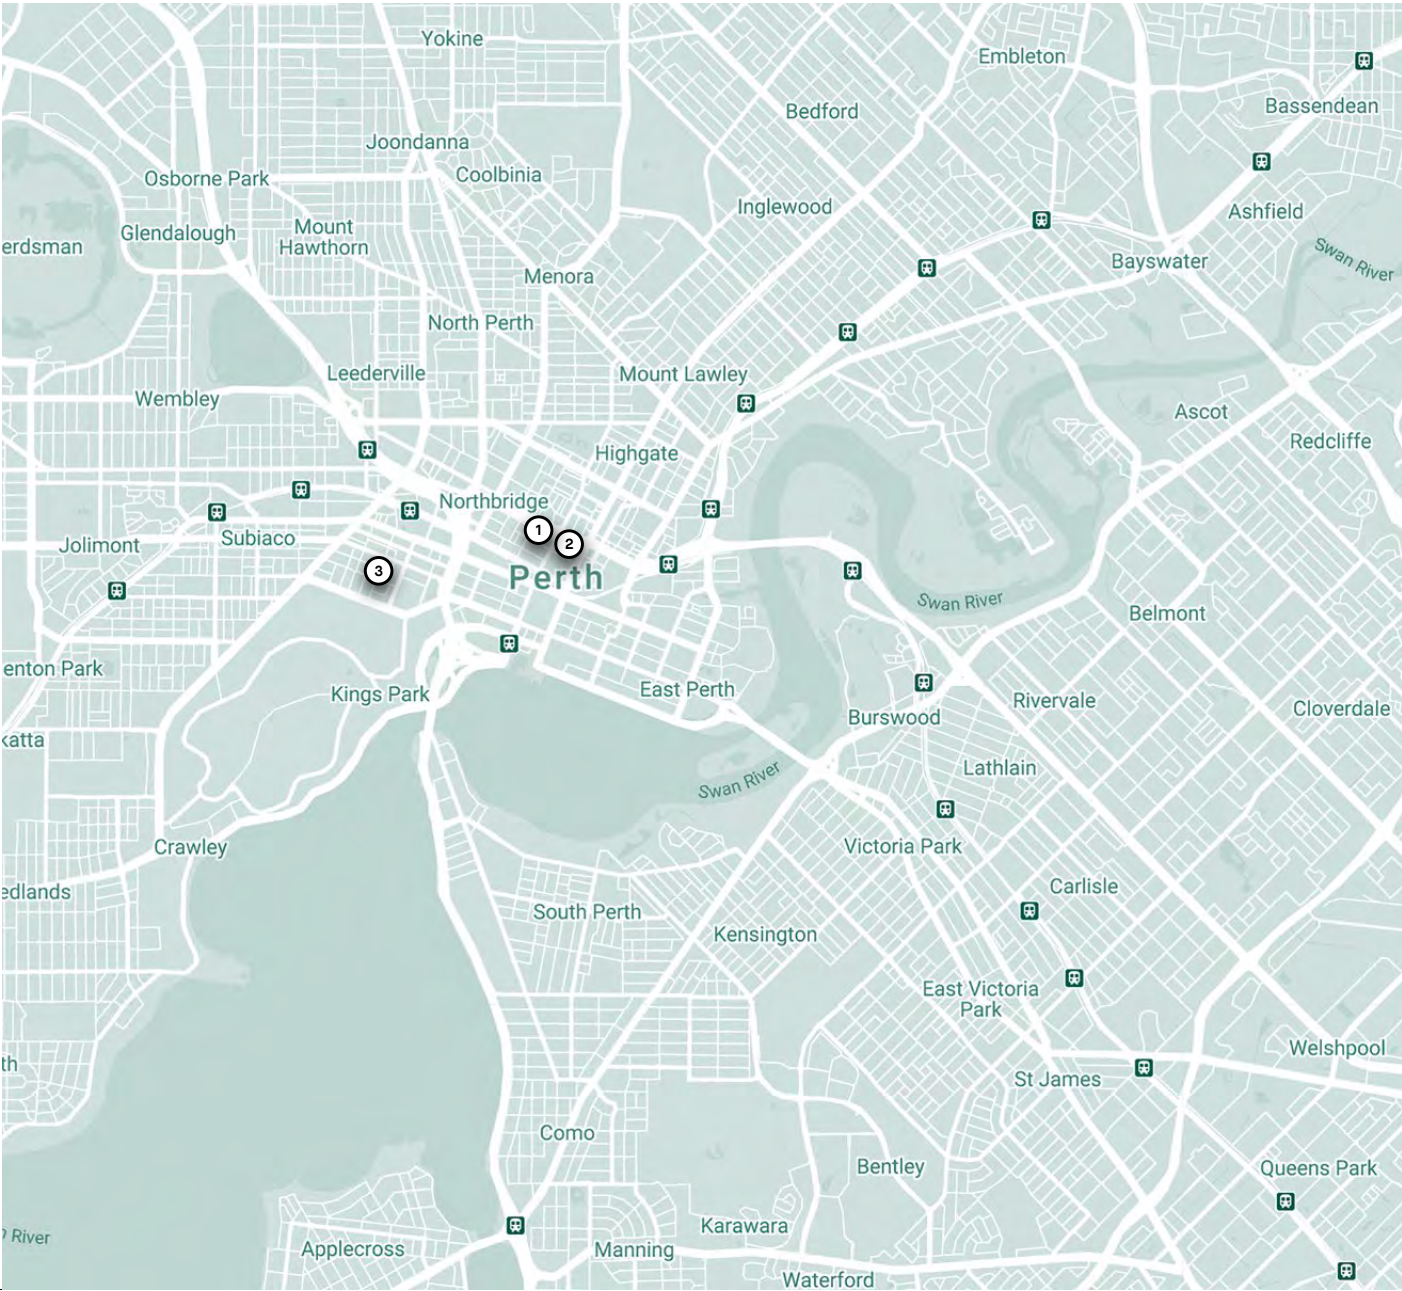 Yokine
Embleton
Bassendean
Bedford
Joondanna
Coolbinia
Osborne Park
Inglewood
Ashfield
Glendalough
Mount
Hawthorn
erdsman
Swan River
Bayswater
Menora
North Perth
Leederville
Mount Lawley
Wembley
Ascot
Redcliffe
Highgate
Northbridge
1
2
Subiaco
Jolimont
3
Perth
Swan River
Belmont
enton Park
Kings Park
East Perth
Rivervale
Cloverdale
Burswood
katta
Lathlain
Swan River
Crawley
Victoria Park
edlands
Carlisle
South Perth
Kensington
East Victoria
Park
Welshpool
th
St James
Como
Bentley
Queens Park
Karawara
River
Applecross
Manning
Waterford